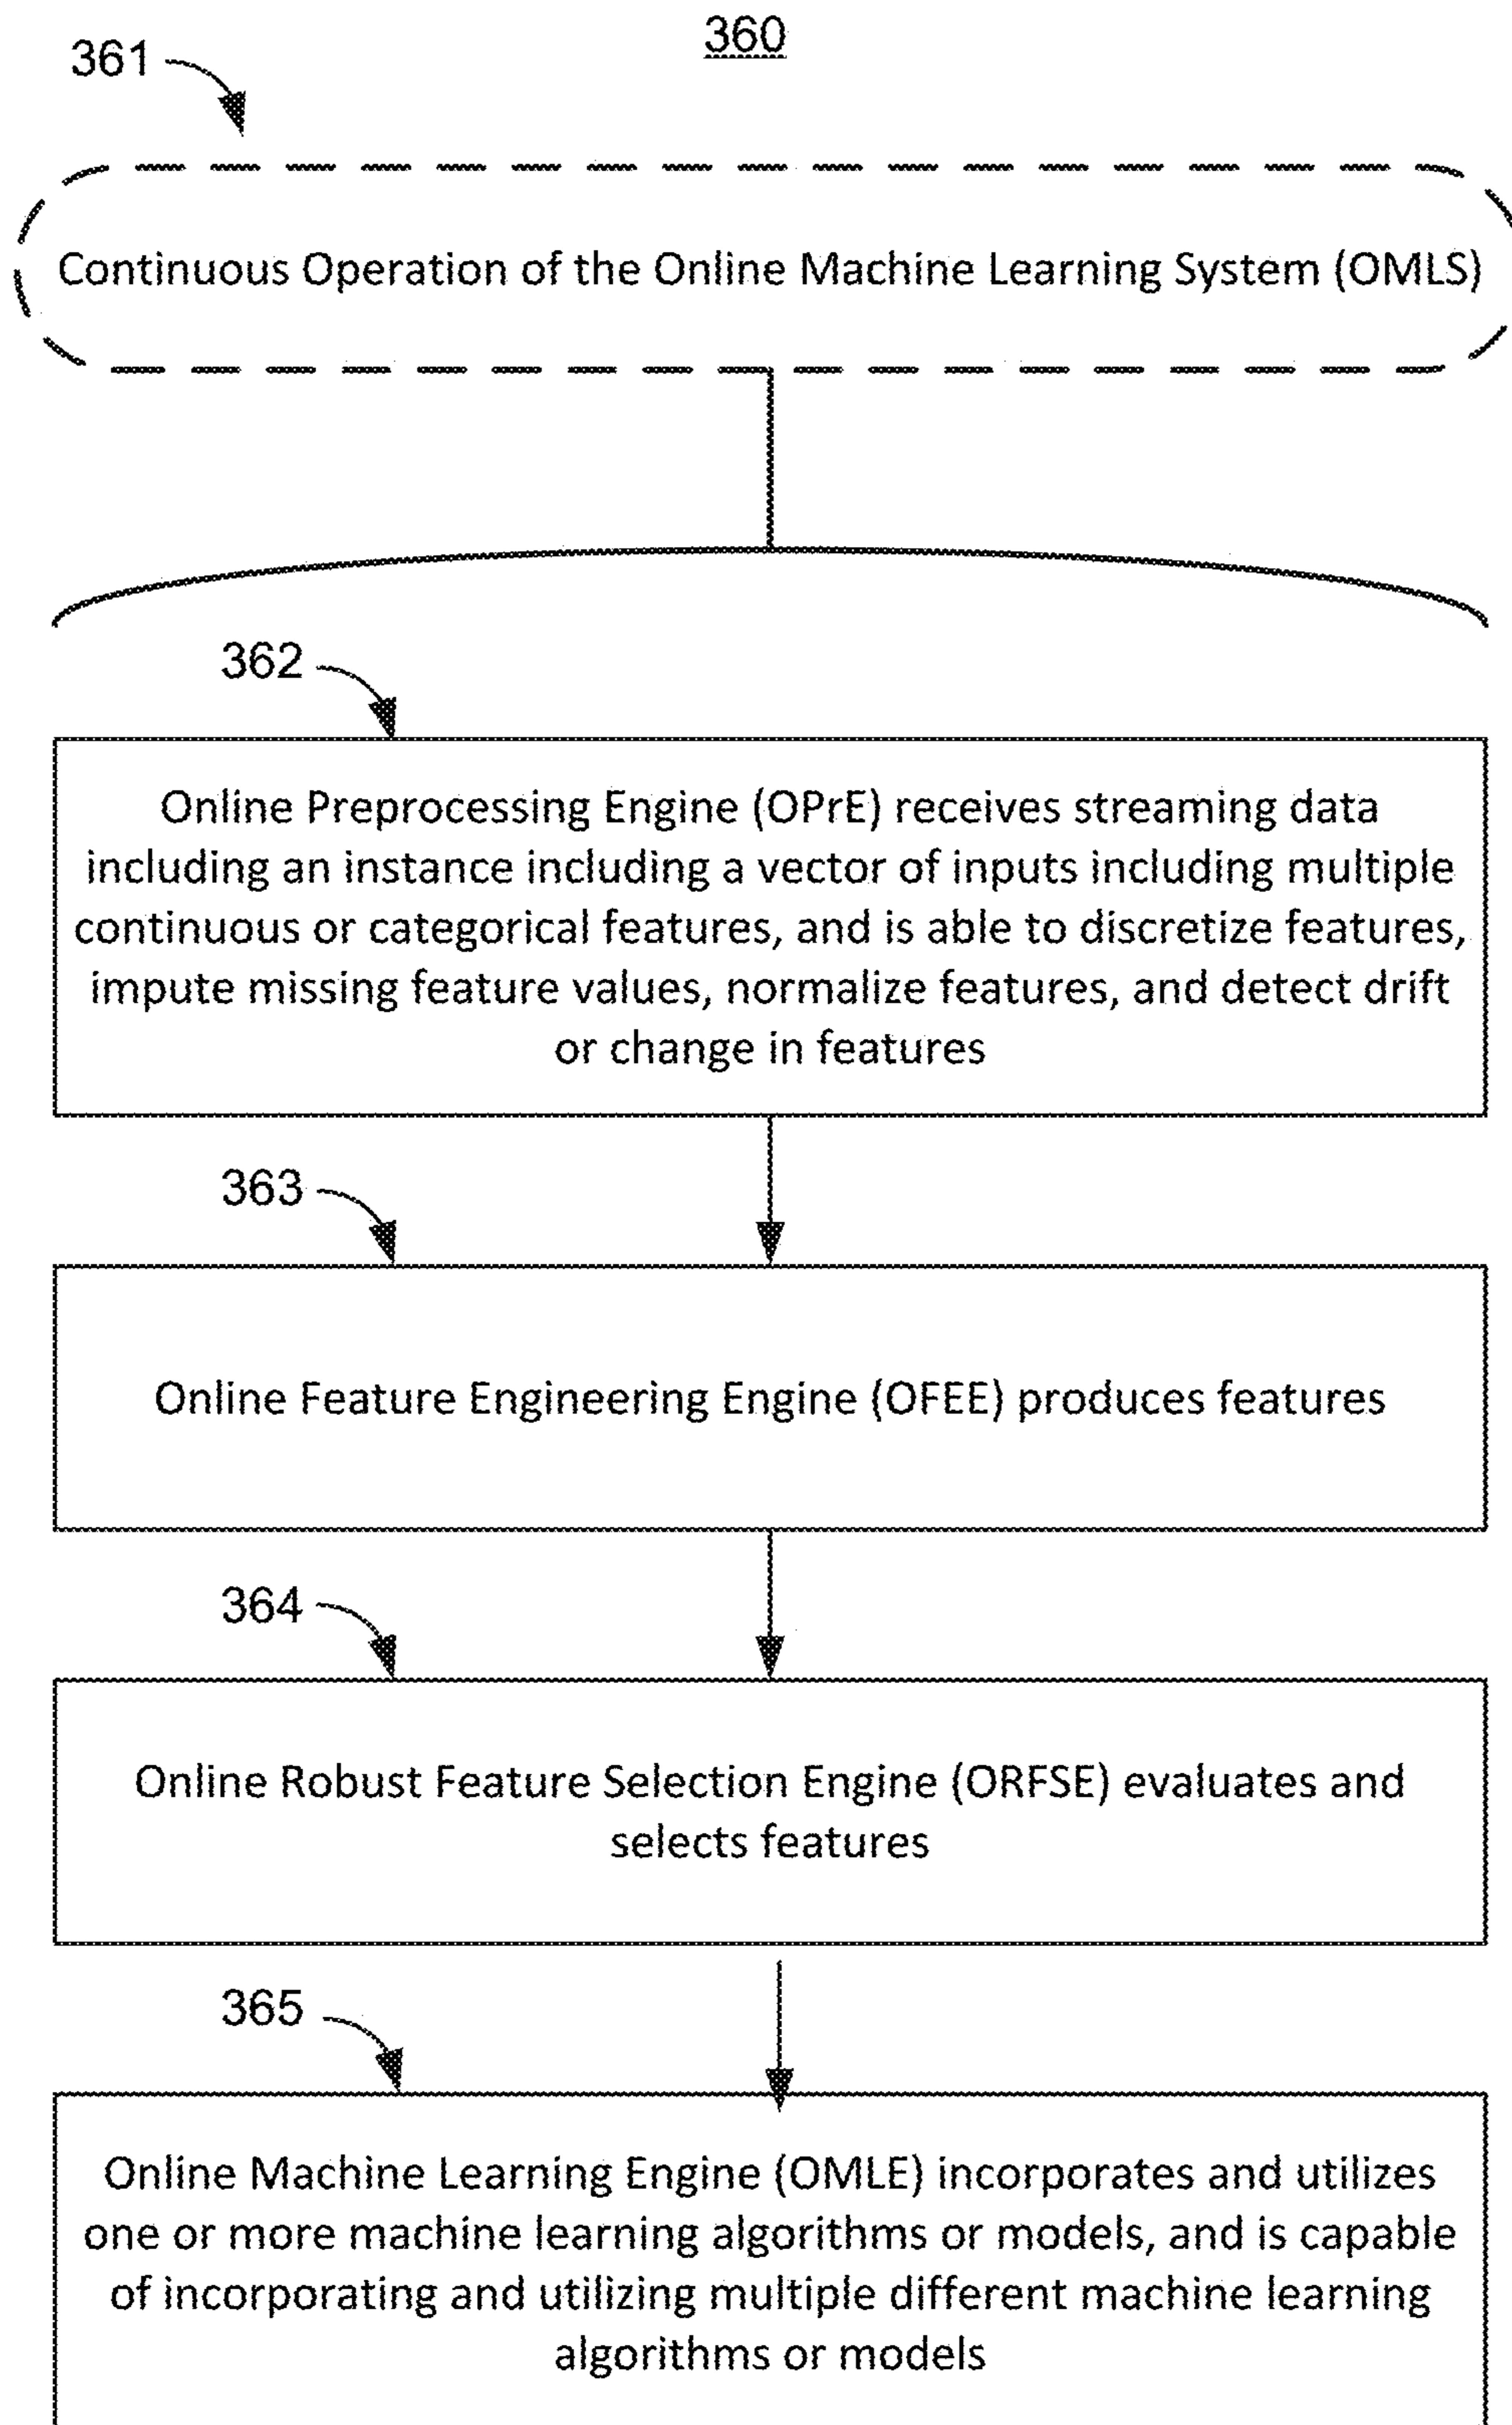 360
361
Continuous Operation of the Online Machine Learning System (OMLS)
362
Online Preprocessing Engine (OPrE) receives streaming data
including an instance including a vector of inputs including multiple
continuous or categorical features, and is able to discretize features,
impute missing feature values, normalize features, and detect drift
or change in features
363
Online Feature Engineering Engine (OFEE) produces features
364
Online Robust Feature Selection Engine (ORFSE) evaluates and
selects features
365
Online Machine Learning Engine (OMLE) incorporates and utilizes
one or more machine learning algorithms or models, and is capable
of incorporating and utilizing multiple different machine learning
algorithms or models